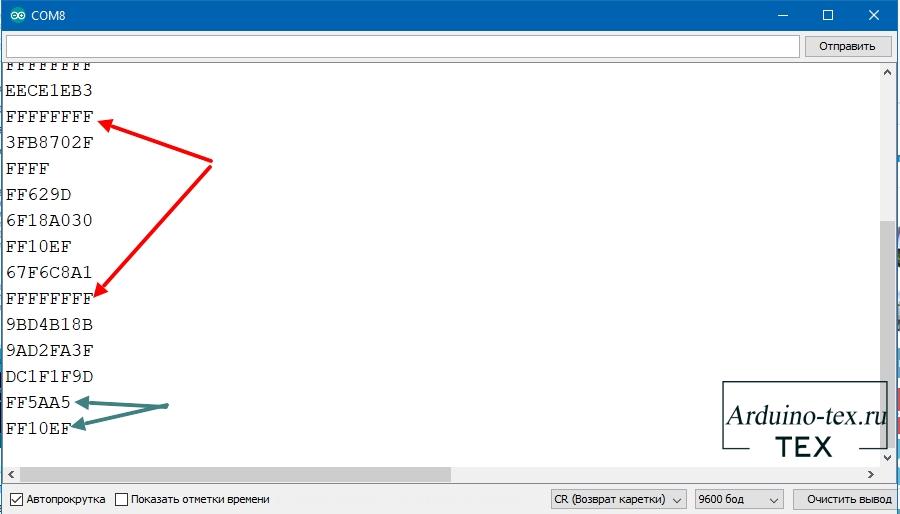 COM8
Отправить
FFFFFFFF
EECE1EB3
FFFFFFFF
3FB8702F
FFFF
FF629D
6F18A030
FF10EF
67F6C8A1
FFFFFFFF
9BD4B18B
9AD2FA3F
DC1F1F9D
FF5AA5
FF10EF
Arduino-tex.ru
TEX
Автопрокрутка
Показать отметки времени
CR (Возврат каретки)
9600 бод
Очистить вывод